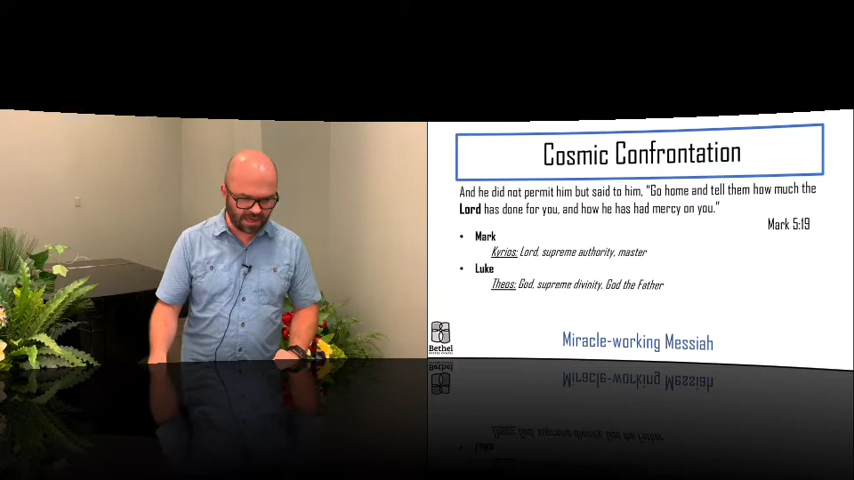 Cosmic Confrontation
And he did not permit him but said to him, “Go home and tell them how much the
Lord has done for you, and how he has had mercy on you.”
Mark 5:19
• Mark
Kyrios: Lord, supreme authority, master
• Luke
Theos: God, supreme divinity, God the Father
Bethel
Miracle-working Messiah